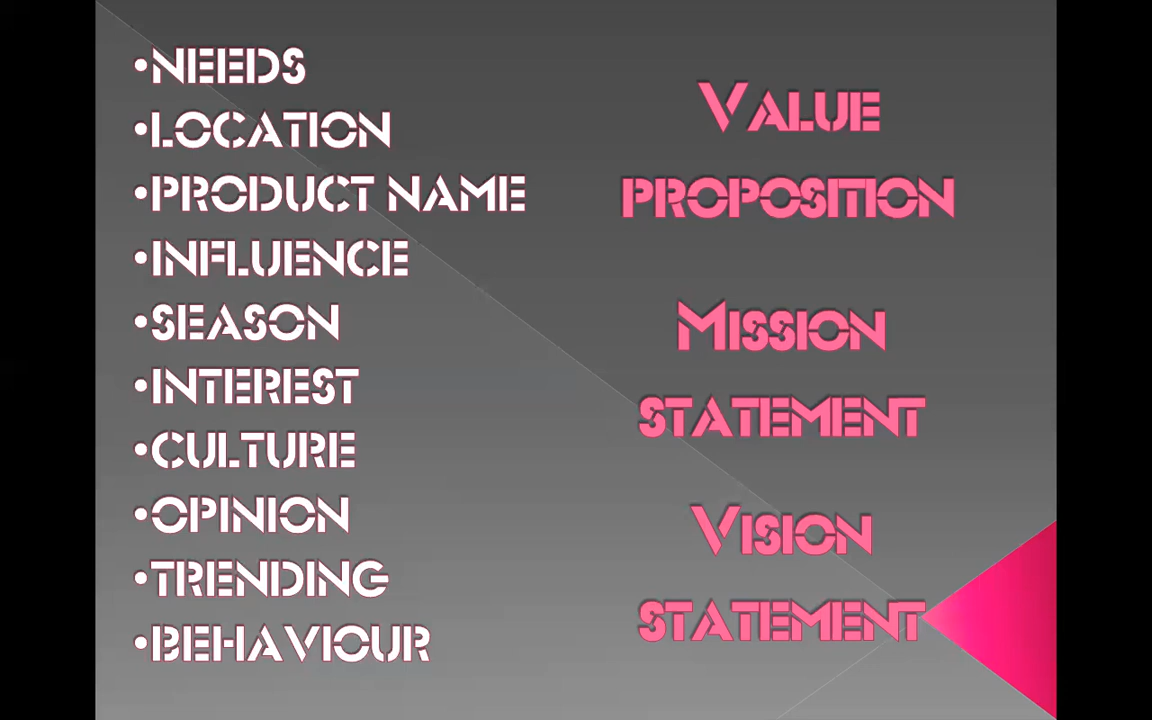 •NEEDS
•LOCATION
•PRODUCT NAME
•INFLUENCE
•SEASON
•INTEREST
•CULTURE
•OPINION
•TRENDING
•BEHAVIOUR
VALUE
PROPOSITION
MISSION
STATEMENT
VISION
STATEMENT